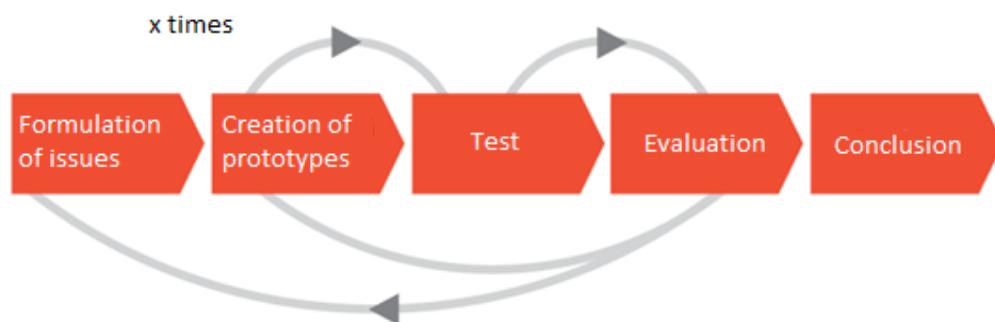 x times
Formulation
of issues
Creation of
prototypes
Test
Evaluation
Conclusion